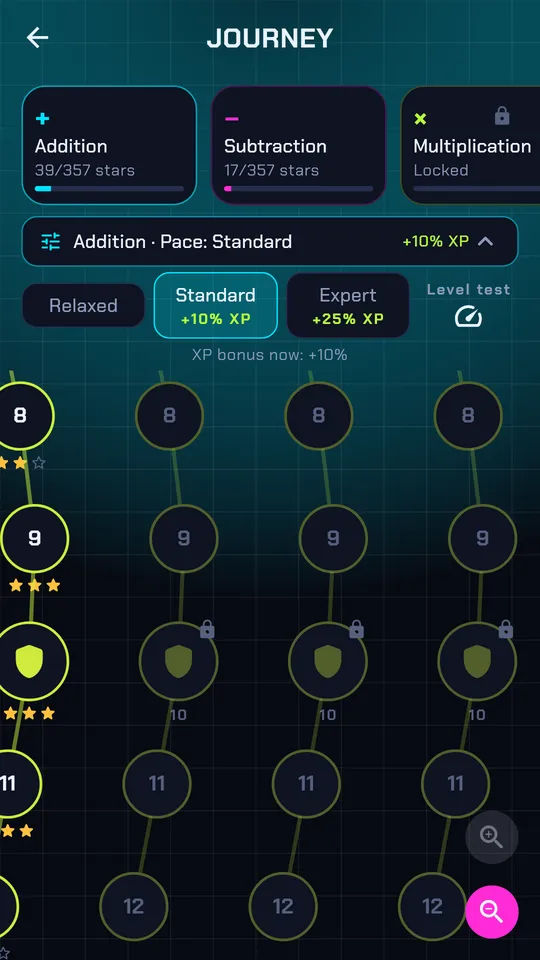 JOURNEY
Addition
39/357 stars
Subtraction
17/357 stars
Multiplication
Locked
Addition · Pace: Standard
+10% XP
Relaxed
Standard
+10% XP
Expert
+25% XP
Level test
XP bonus now: +10%
8 8 8 8
9 9 9 9
10 10 10
11 11 11 11
12 12 12